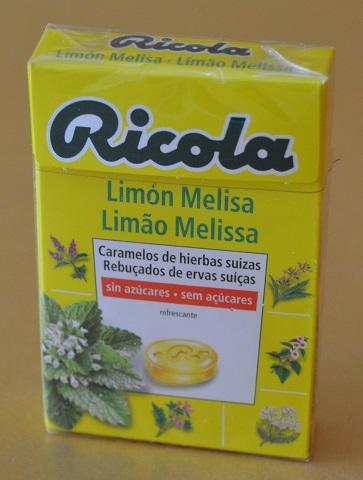 Ricola
Limón Melisa · Limão Melissa
Ricola
Limón Melisa
Limão Melissa
Caramelos de hierbas suizas
Rebuçados de ervas suíças
sin azúcares • sem açúcares
refrescante